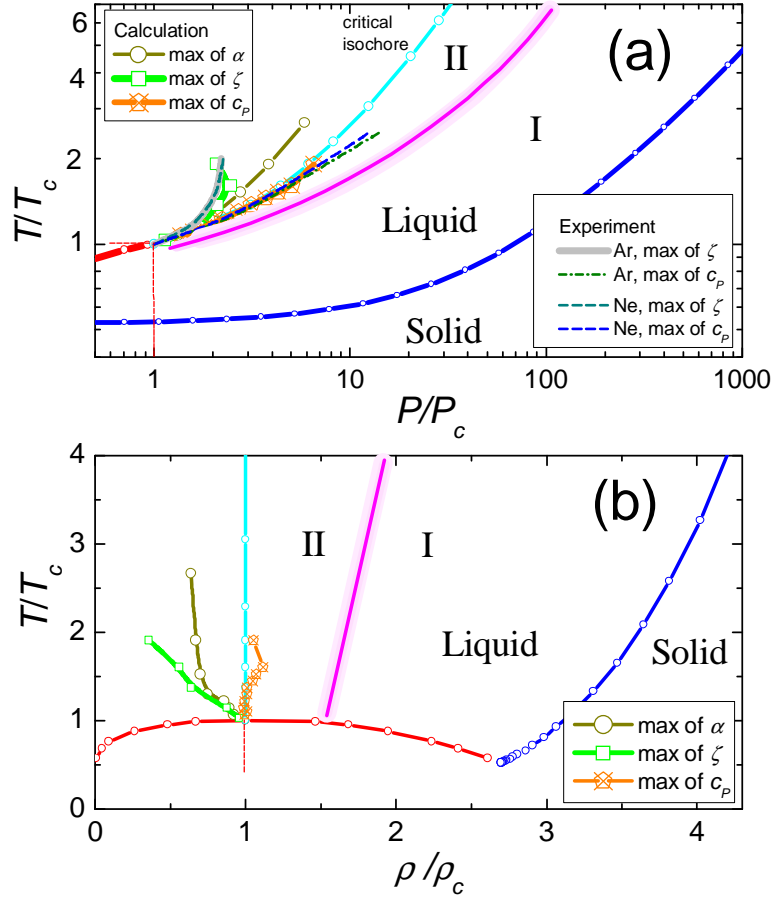 6
4
2
1
T/T_c
Calculation
max of α
max of ζ
max of c_P
critical
isochore
II
(a)
I
Liquid
Solid
Experiment
Ar, max of ζ
Ar, max of c_P
Ne, max of ζ
Ne, max of c_P
1 10 100 1000
P/P_c
4
3
2
1
0
T/T_c
(b)
II
I
Liquid
Solid
max of α
max of ζ
max of c_P
0 1 2 3 4
ρ/ρ_c